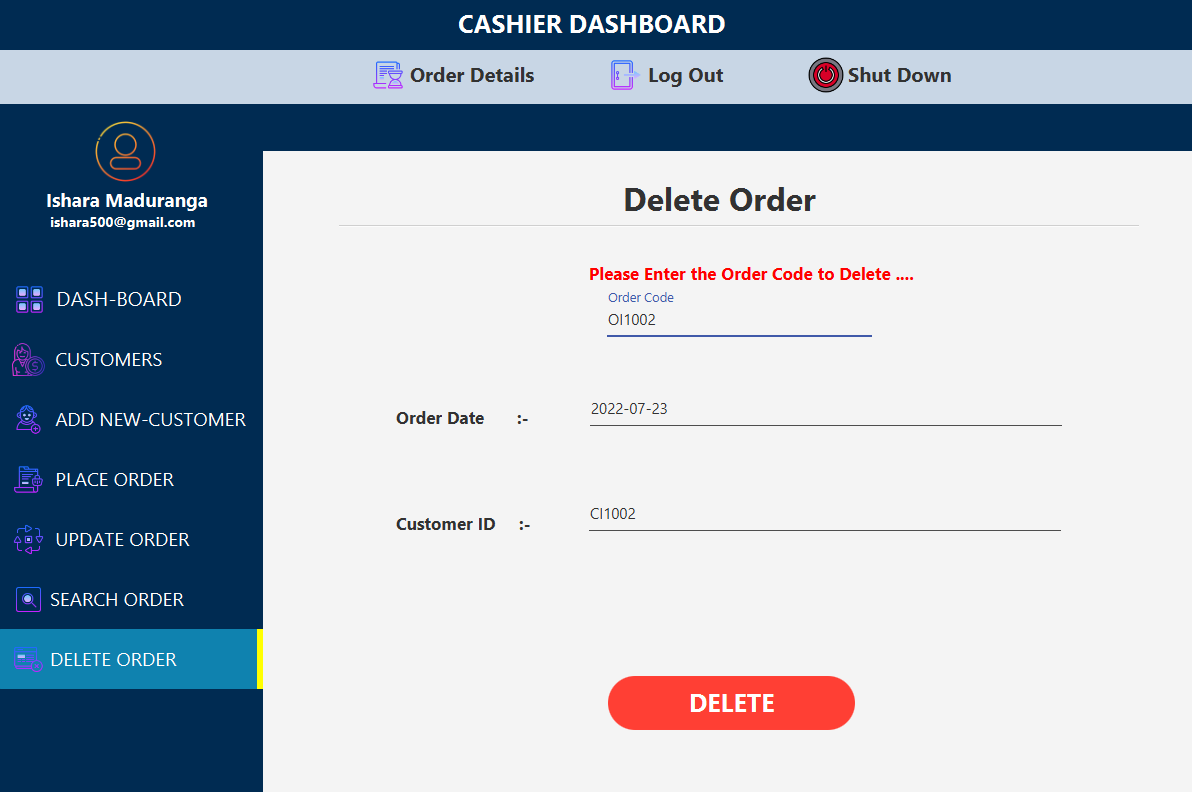 CASHIER DASHBOARD
Order Details Log Out Shut Down
Ishara Maduranga
ishara500@gmail.com
DASH-BOARD
CUSTOMERS
ADD NEW-CUSTOMER
PLACE ORDER
UPDATE ORDER
SEARCH ORDER
DELETE ORDER
Delete Order
Please Enter the Order Code to Delete ....
Order Code
OI1002
Order Date :- 2022-07-23
Customer ID :- CI1002
DELETE